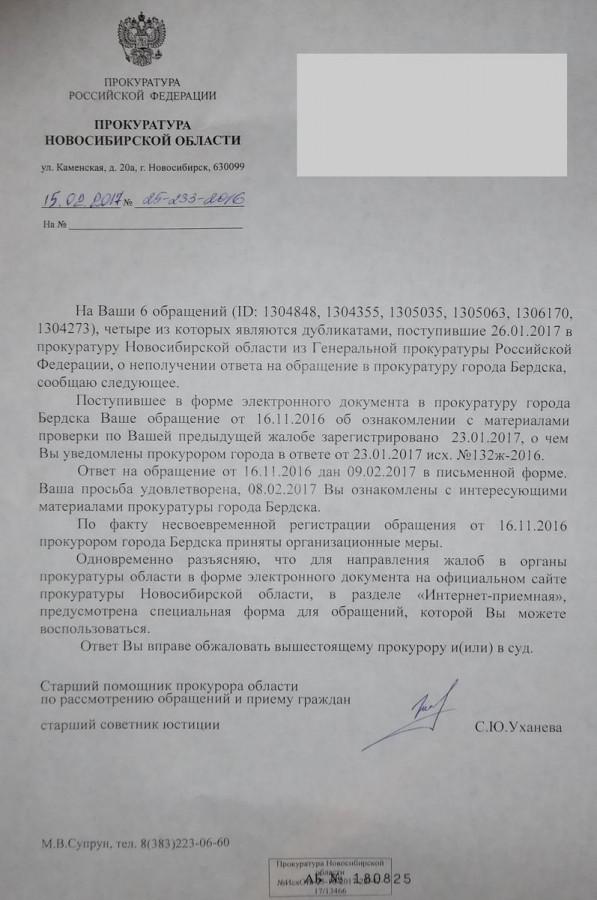 ПРОКУРАТУРА
РОССИЙСКОЙ ФЕДЕРАЦИИ
ПРОКУРАТУРА
НОВОСИБИРСКОЙ ОБЛАСТИ
ул. Каменская, д. 20а, г. Новосибирск, 630099
15.02.2017 № 25-233-2016
На №
На Ваши 6 обращений (ID: 1304848, 1304355, 1305035, 1305063, 1306170,
1304273), четыре из которых являются дубликатами, поступившие 26.01.2017 в
прокуратуру Новосибирской области из Генеральной прокуратуры Российской
Федерации, о неполучении ответа на обращение в прокуратуру города Бердска,
сообщаю следующее.
Поступившее в форме электронного документа в прокуратуру города
Бердска Ваше обращение от 16.11.2016 об ознакомлении с материалами
проверки по Вашей предыдущей жалобе зарегистрировано 23.01.2017, о чем
Вы уведомлены прокурором города в ответе от 23.01.2017 исх. №132ж-2016.
Ответ на обращение от 16.11.2016 дан 09.02.2017 в письменной форме.
Ваша просьба удовлетворена, 08.02.2017 Вы ознакомлены с интересующими
материалами прокуратуры города Бердска.
По факту несвоевременной регистрации обращения от 16.11.2016
прокурором города Бердска приняты организационные меры.
Одновременно разъясняю, что для направления жалоб в органы
прокуратуры области в форме электронного документа на официальном сайте
прокуратуры Новосибирской области, в разделе «Интернет-приемная»,
предусмотрена специальная форма для обращений, которой Вы можете
воспользоваться.
Ответ Вы вправе обжаловать вышестоящему прокурору и(или) в суд.
Старший помощник прокурора области
по рассмотрению обращений и приему граждан
старший советник юстиции С.Ю.Уханева
М.В.Супрун, тел. 8(383)223-06-60
Прокуратура Новосибирской
области
АБ № 180825
17/13466